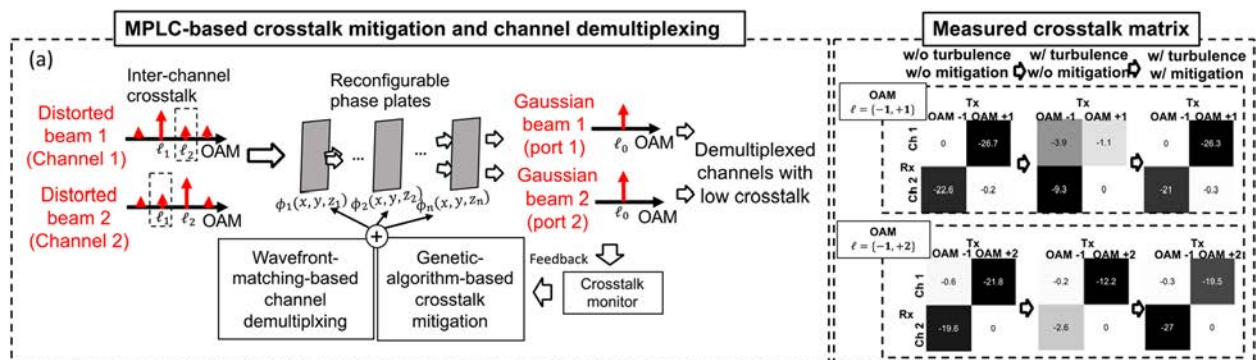 MPLC-based crosstalk mitigation and channel demultiplexing
(a)
Inter-channel
crosstalk
Distorted
beam 1
(Channel 1)
ℓ₁ ℓ₂ OAM
Distorted
beam 2
(Channel 2)
ℓ₁ ℓ₂ OAM
Reconfigurable
phase plates
... ...
ϕ₁(x, y, z₁) ϕ₂(x, y, z₂) ϕₙ(x, y, zₙ)
+
Wavefront-
matching-based
channel
demultiplxing
Genetic-
algorithm-based
crosstalk
mitigation
Gaussian
beam 1
(port 1)
ℓ₀ OAM
Gaussian
beam 2
(port 2)
ℓ₀ OAM
Demultiplexed
channels with
low crosstalk
Feedback
Crosstalk
monitor
Measured crosstalk matrix
w/o turbulence w/ turbulence w/ turbulence
w/o mitigation w/o mitigation w/ mitigation
OAM
ℓ = {−1, +1}
Tx Tx Tx
OAM -1 OAM +1 OAM -1 OAM +1 OAM -1 OAM +1
Ch 1
0 -26.7 -3.9 -1.1 0 -26.3
Rx
Ch 2
-22.6 -0.2 -9.3 0 -21 -0.3
OAM
ℓ = {−1, +2}
Tx Tx Tx
OAM -1 OAM +2 OAM -1 OAM +2 OAM -1 OAM +2
Ch 1
-0.6 -21.8 -0.2 -12.2 -0.3 -19.5
Rx
Ch 2
-19.6 0 -2.6 0 -27 0